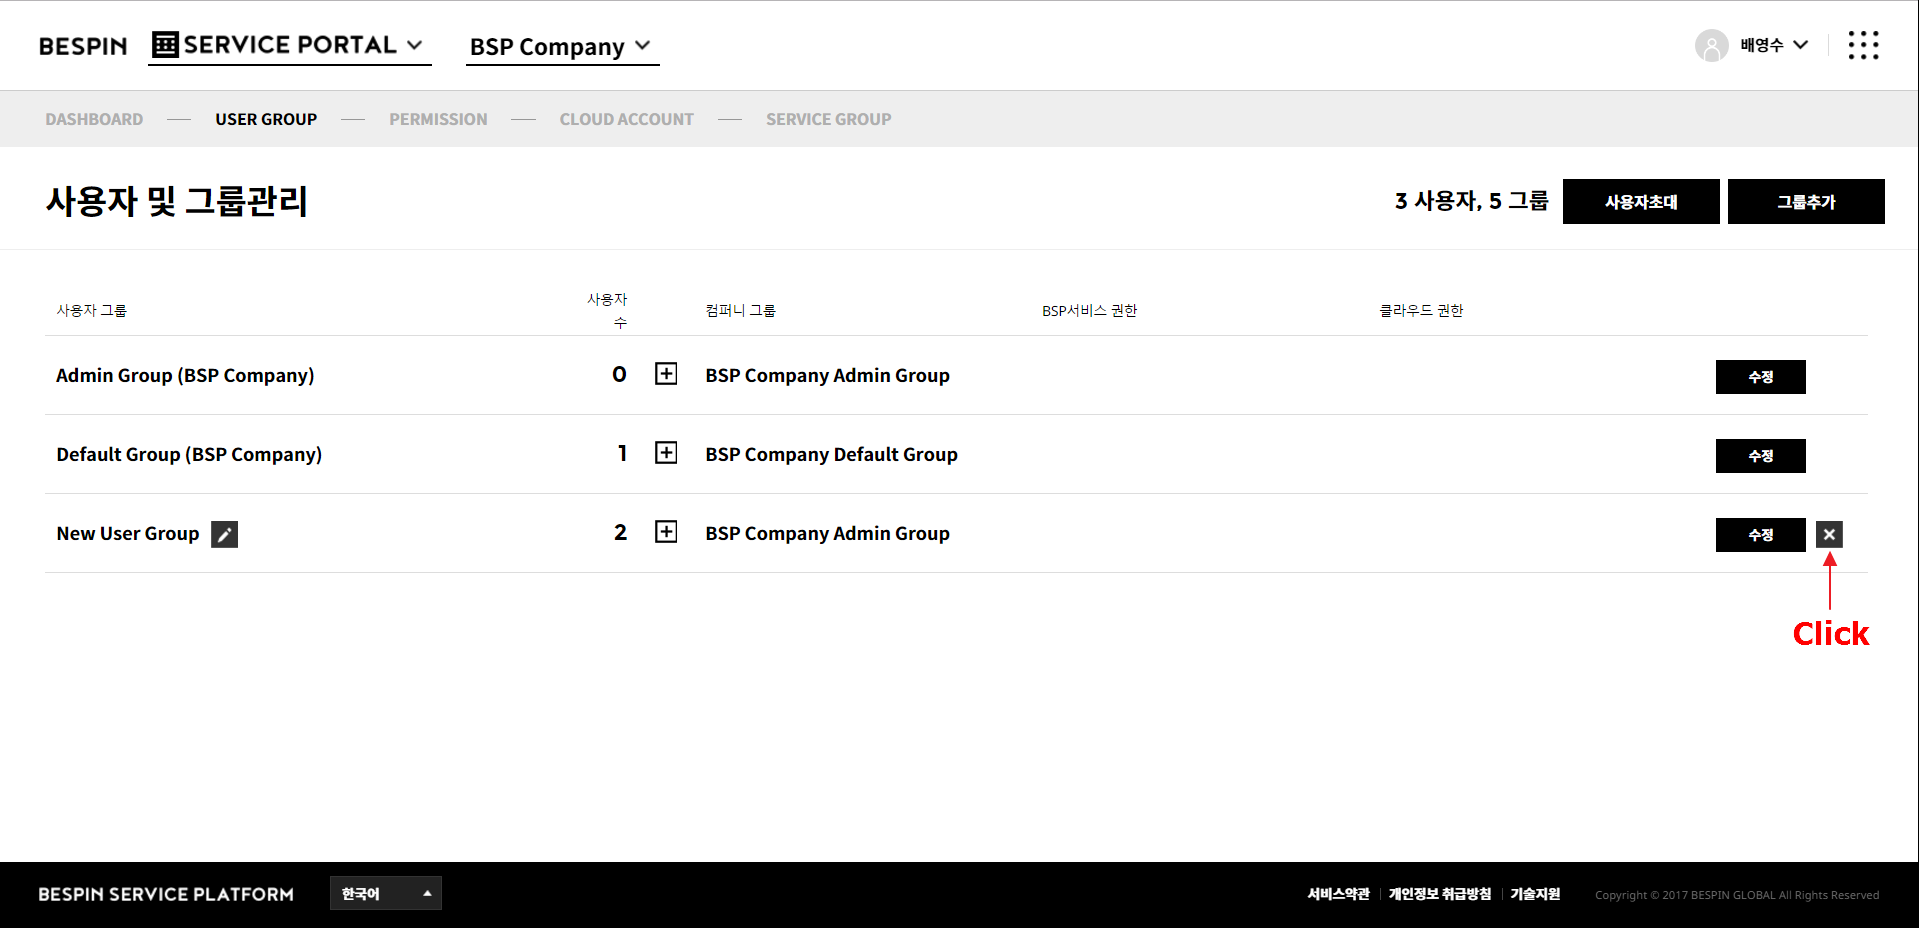 BESPIN SERVICE PORTAL BSP Company 배영수
DASHBOARD USER GROUP PERMISSION CLOUD ACCOUNT SERVICE GROUP
사용자 및 그룹관리 3 사용자, 5 그룹 사용자초대 그룹추가
사용자 그룹 사용자 수 컴퍼니 그룹 BSP서비스 권한 클라우드 권한
Admin Group (BSP Company) 0 BSP Company Admin Group 수정
Default Group (BSP Company) 1 BSP Company Default Group 수정
New User Group 2 BSP Company Admin Group 수정
Click
BESPIN SERVICE PLATFORM 한국어 서비스약관 개인정보 취급방침 기술지원 Copyright © 2017 BESPIN GLOBAL All Rights Reserved